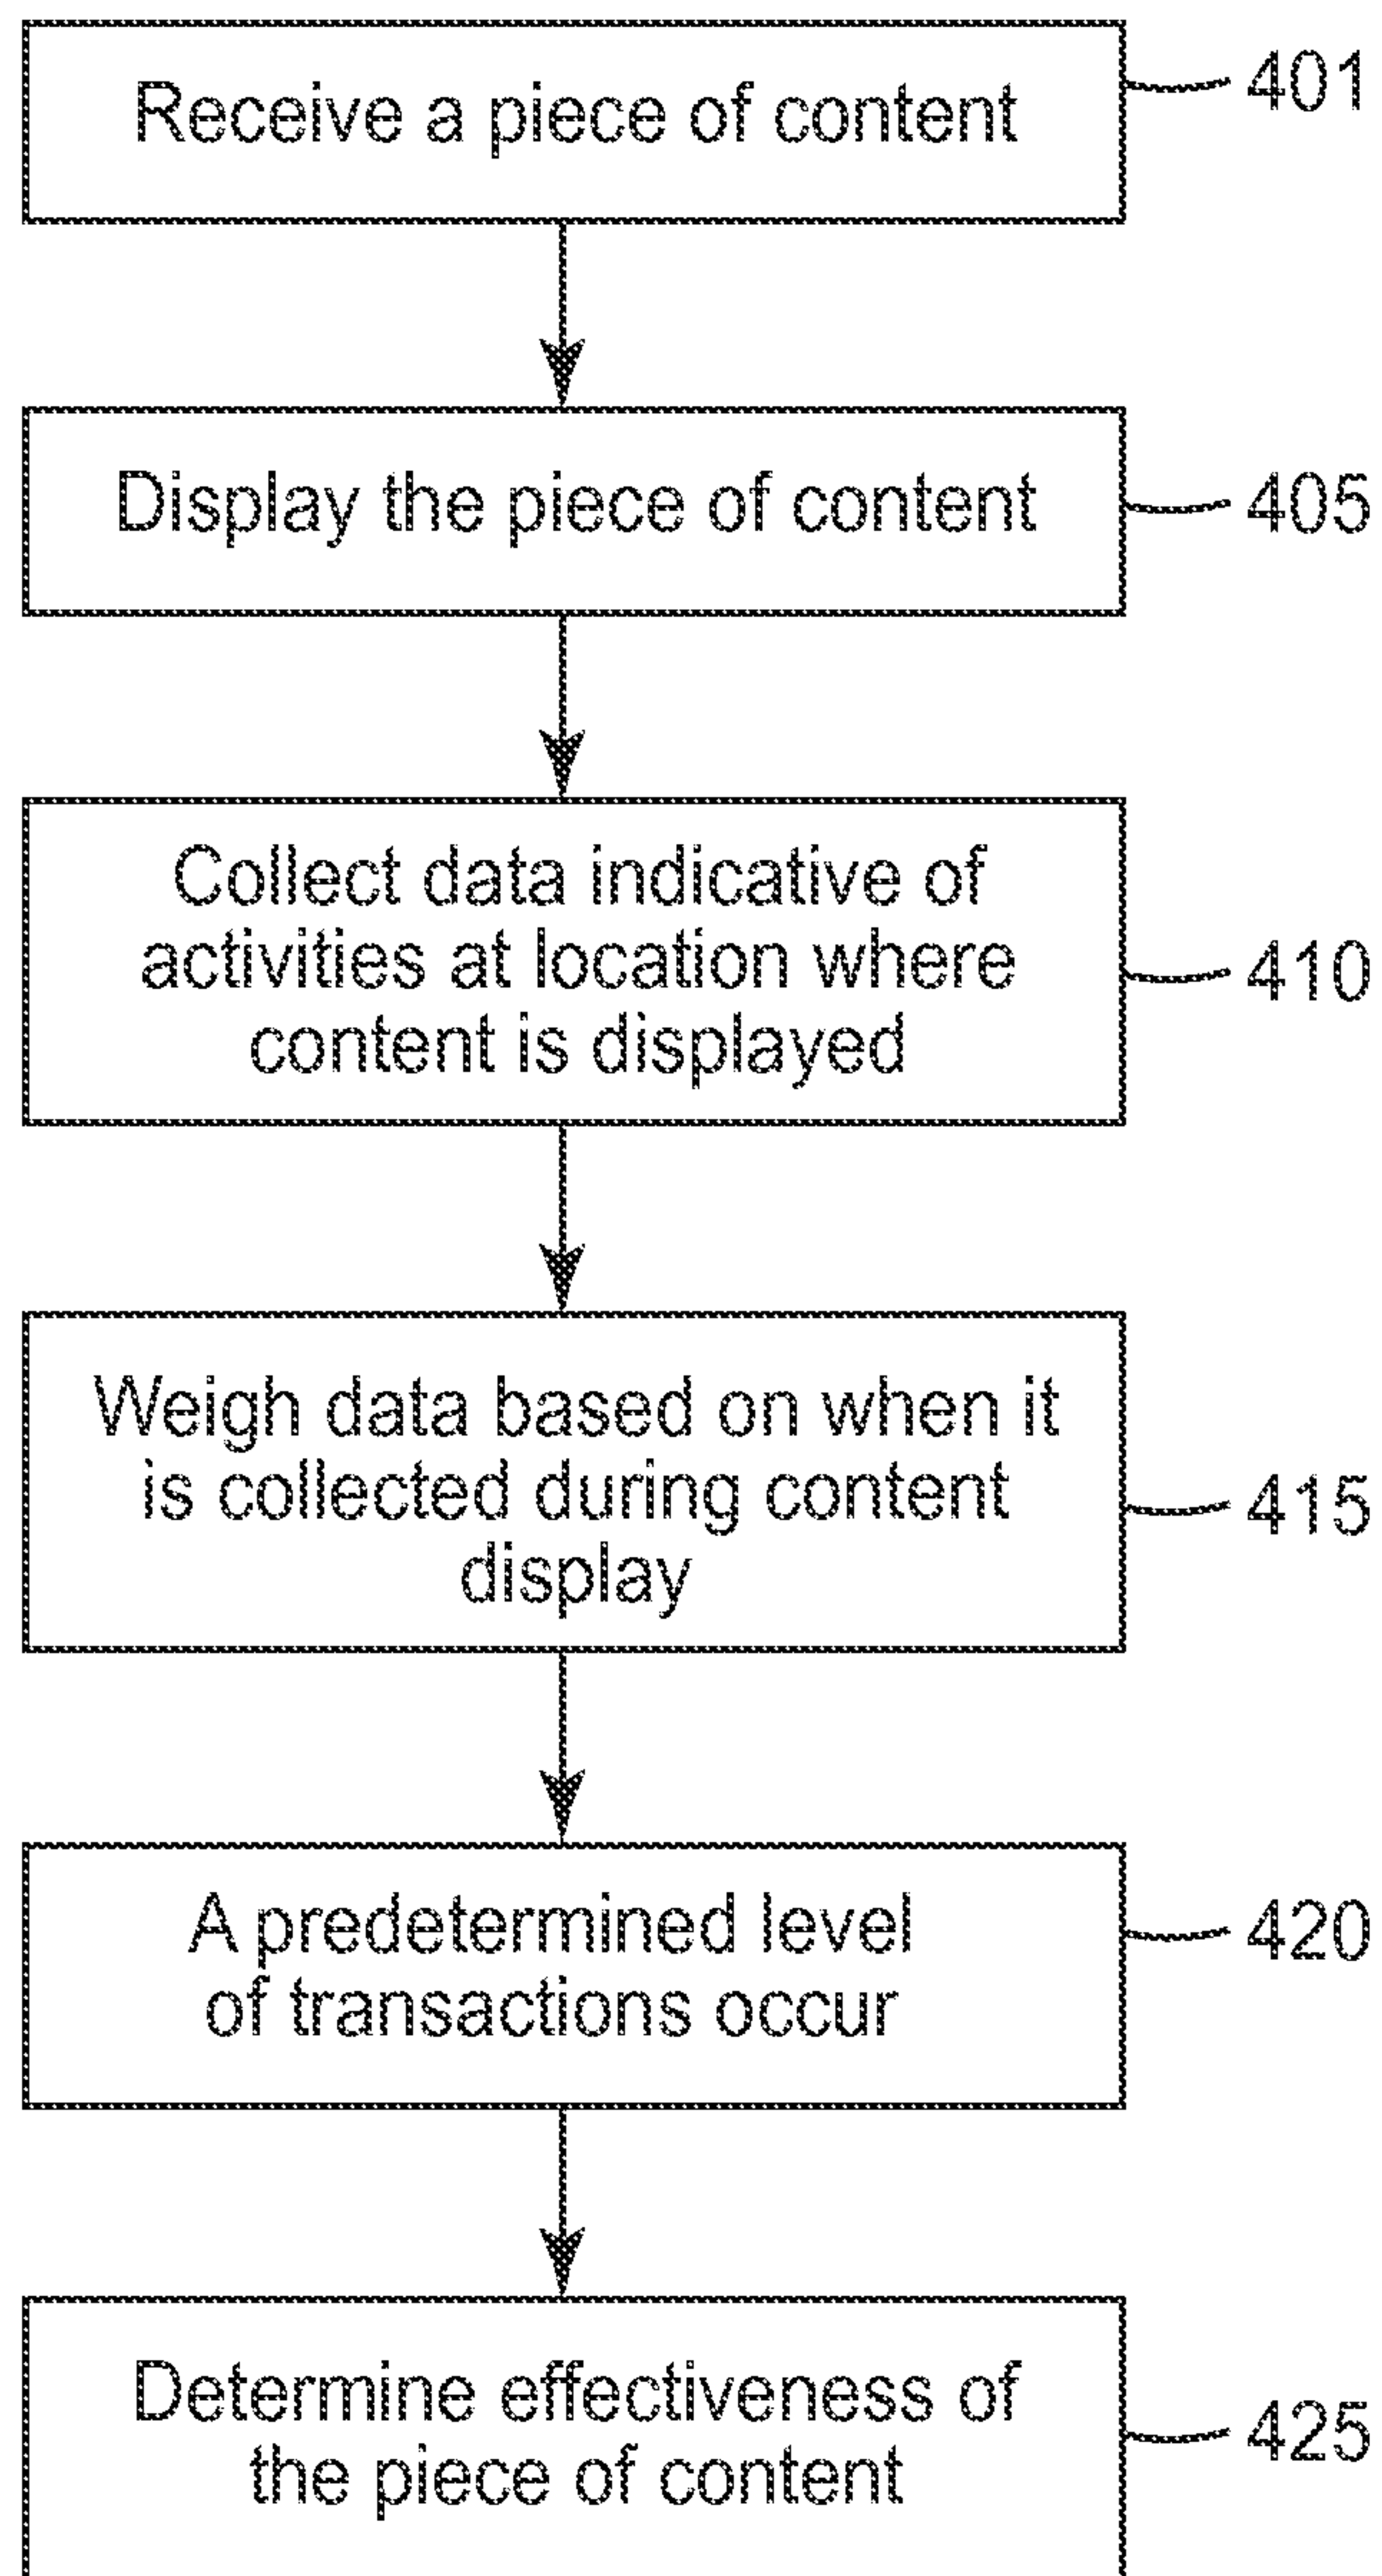 Receive a piece of content
401
Display the piece of content
405
Collect data indicative of
activities at location where
content is displayed
410
Weigh data based on when it
is collected during content
display
415
A predetermined level
of transactions occur
420
Determine effectiveness of
the piece of content
425